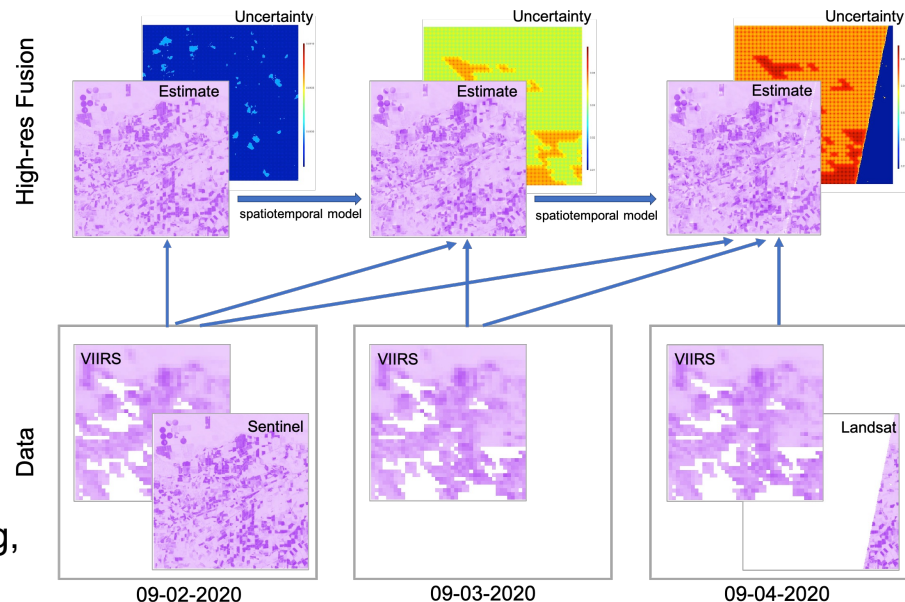 Uncertainty
Uncertainty
Uncertainty
Estimate
Estimate
Estimate
High-res Fusion
spatiotemporal model
spatiotemporal model
VIIRS
VIIRS
VIIRS
Sentinel
Landsat
Data
g,
09-02-2020
09-03-2020
09-04-2020